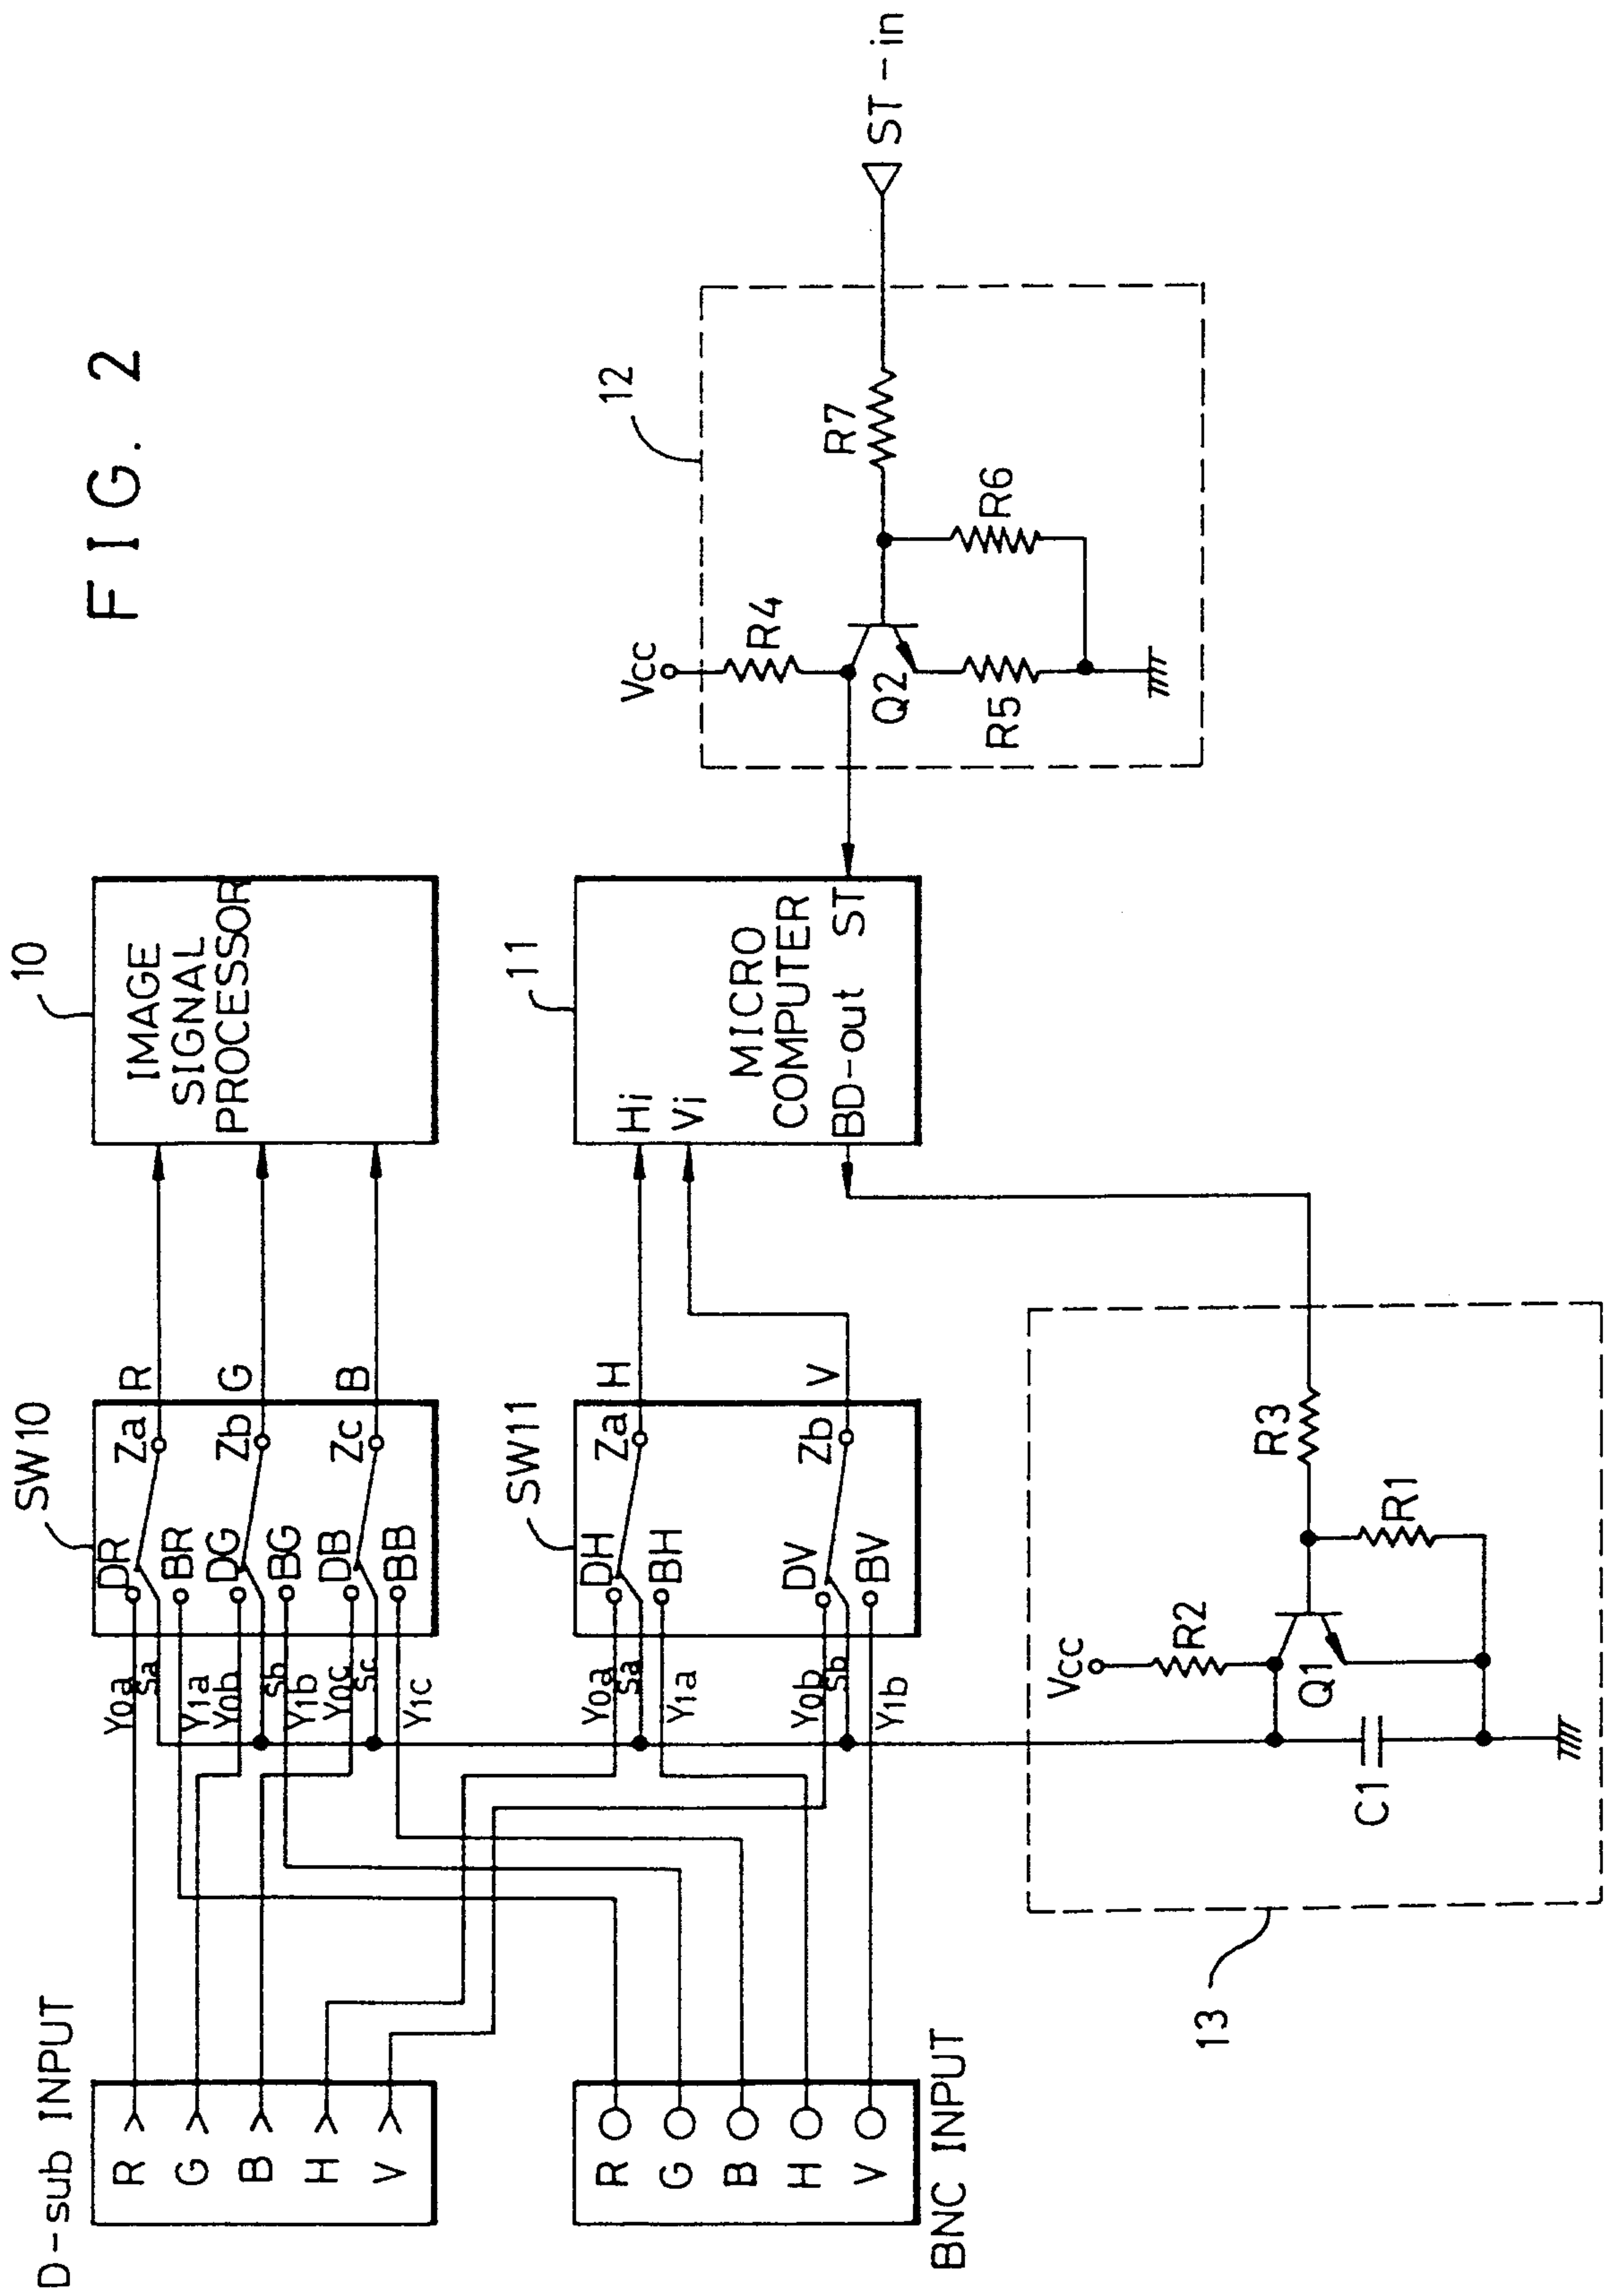 FIG. 2
D-sub INPUT
R
G
B
H
V
BNC INPUT
R
G
B
H
V
Y0a
Sa
Y1a
Y0b
Sb
Y1b
Y0c
Sc
Y1c
SW10
DR
BR
DG
BG
DB
BB
Za
Zb
Zc
R
G
B
10
IMAGE
SIGNAL
PROCESSOR
Y0a
Sa
Y1a
Y0b
Sb
Y1b
SW11
DH
BH
DV
BV
Za
Zb
H
V
11
Hi
Vi
MICRO
COMPUTER
BD-out ST
12
Vcc
R4
Q2
R5
R6
R7
ST-in
13
Vcc
R2
Q1
C1
R1
R3